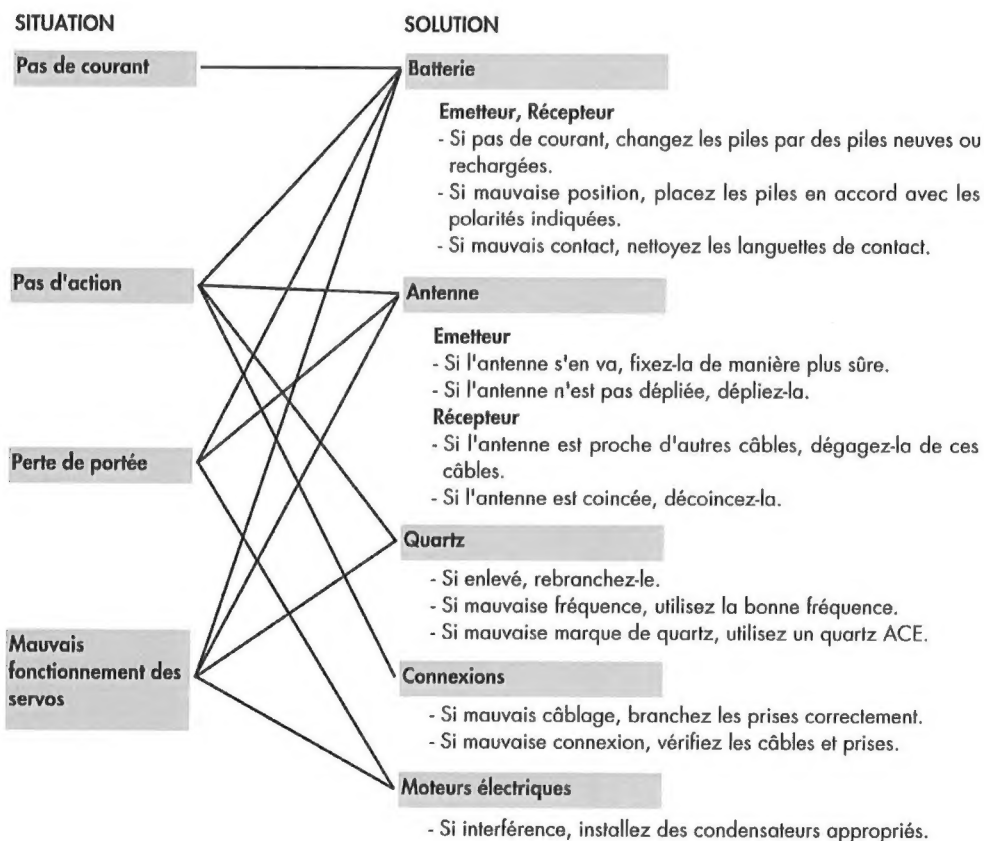 SITUATION
SOLUTION
Pas de courant
Batterie
Emetteur, Récepteur
- Si pas de courant, changez les piles par des piles neuves ou
rechargées.
- Si mauvaise position, placez les piles en accord avec les
polarités indiquées.
- Si mauvais contact, nettoyez les languettes de contact.
Pas d'action
Antenne
Emetteur
- Si l'antenne s'en va, fixez-la de manière plus sûre.
- Si l'antenne n'est pas dépliée, dépliez-la.
Récepteur
- Si l'antenne est proche d'autres câbles, dégagez-la de ces
câbles.
- Si l'antenne est coincée, décoincez-la.
Perte de portée
Quartz
- Si enlevé, rebranchez-le.
- Si mauvaise fréquence, utilisez la bonne fréquence.
- Si mauvaise marque de quartz, utilisez un quartz ACE.
Mauvais
fonctionnement des
servos
Connexions
- Si mauvais câblage, branchez les prises correctement.
- Si mauvaise connexion, vérifiez les câbles et prises.
Moteurs électriques
- Si interférence, installez des condensateurs appropriés.